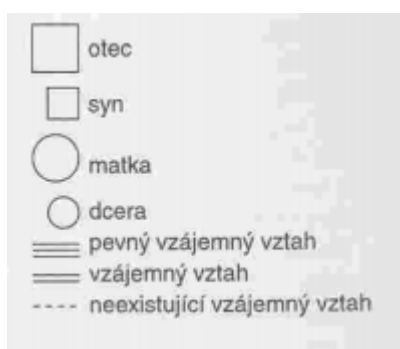 otec
syn
matka
dcera
pevný vzájemný vztah
vzájemný vztah
neexistující vzájemný vztah